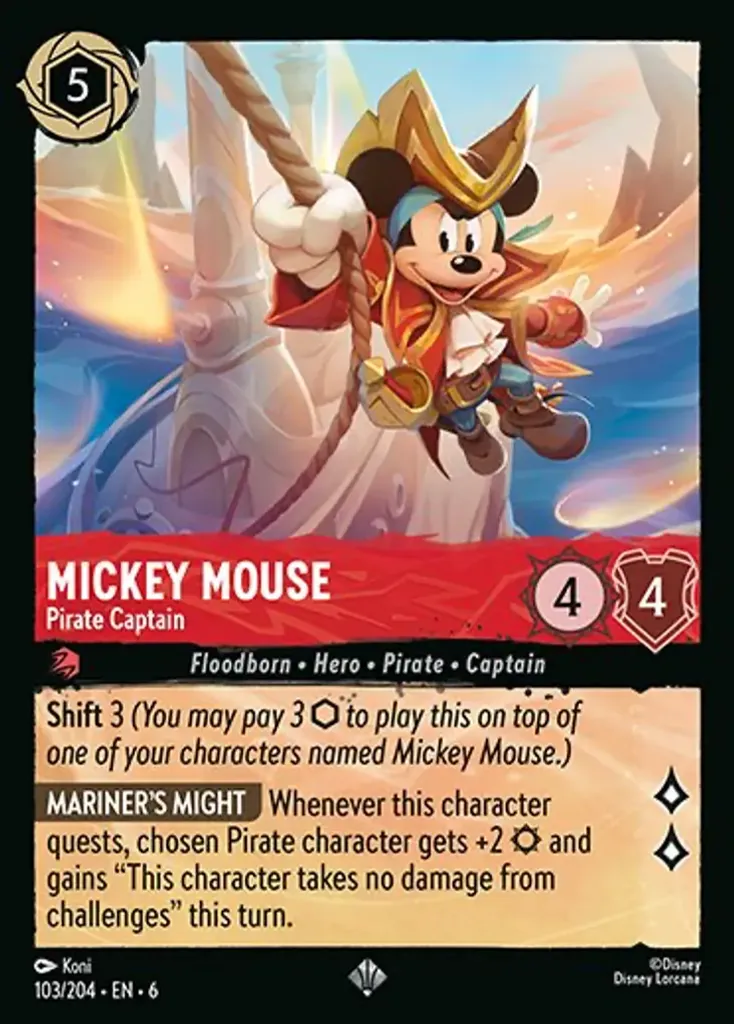 5
MICKEY MOUSE
Pirate Captain
4
4
Floodborn • Hero • Pirate • Captain
Shift 3 (You may pay 3 to play this on top of
one of your characters named Mickey Mouse.)
MARINER'S MIGHT Whenever this character
quests, chosen Pirate character gets +2 and
gains “This character takes no damage from
challenges” this turn.
Koni
©Disney
103/204 • EN • 6
Disney Lorcana